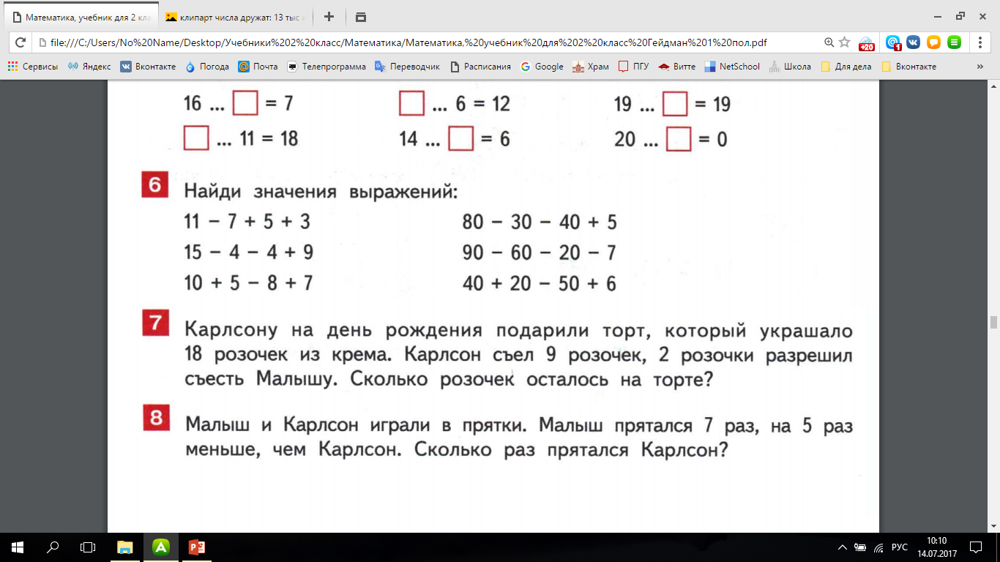 Математика, учебник для 2 кла
клипарт числа дружат: 13 тыс и
file:///C:/Users/No%20Name/Desktop/Учебники%202%20класс/Математика/Математика,%20учебник%20для%202%20класс%20Гейдман%201%20пол.pdf
+20
1
Сервисы Яндекс Вконтакте Погода Почта Телепрограмма Переводчик Расписания Google Храм ПГУ Витте NetSchool Школа Для дела Вконтакте »
16 ... □ = 7 □ ... 6 = 12 19 ... □ = 19
□ ... 11 = 18 14 ... □ = 6 20 ... □ = 0
6 Найди значения выражений:
11 – 7 + 5 + 3 80 – 30 – 40 + 5
15 – 4 – 4 + 9 90 – 60 – 20 – 7
10 + 5 – 8 + 7 40 + 20 – 50 + 6
7 Карлсону на день рождения подарили торт, который украшало
18 розочек из крема. Карлсон съел 9 розочек, 2 розочки разрешил
съесть Малышу. Сколько розочек осталось на торте?
8 Малыш и Карлсон играли в прятки. Малыш прятался 7 раз, на 5 раз
меньше, чем Карлсон. Сколько раз прятался Карлсон?
РУС
10:10
14.07.2017